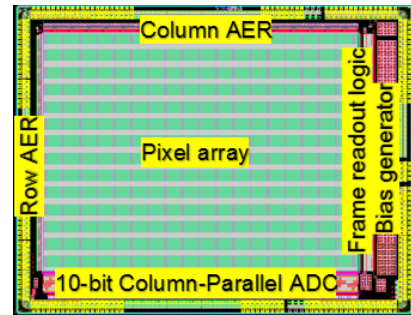 Column AER
Row AER
Pixel array
Frame readout logic
Bias generator
10-bit Column-Parallel ADC